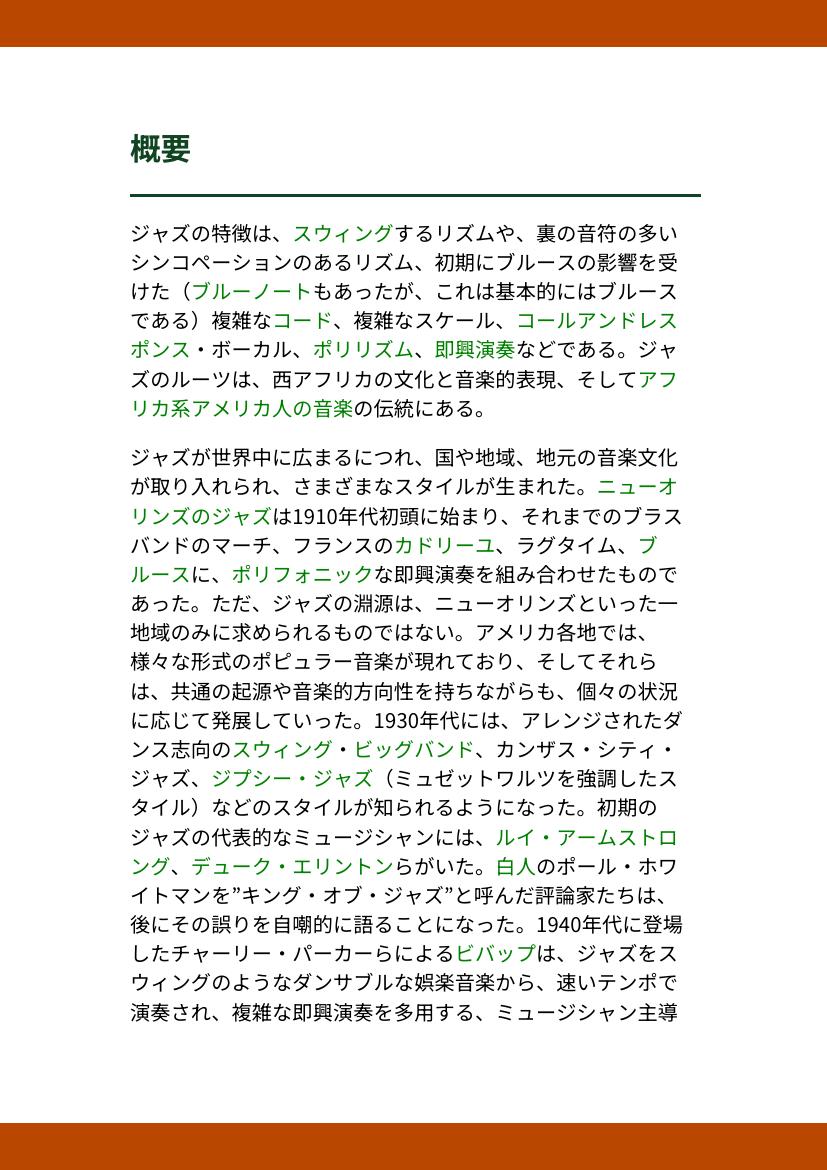 概要
ジャズの特徴は、スウィングするリズムや、裏の音符の多い
シンコペーションのあるリズム、初期にブルースの影響を受
けた（ブルーノートもあったが、これは基本的にはブルース
である）複雑なコード、複雑なスケール、コールアンドレス
ポンス・ボーカル、ポリリズム、即興演奏などである。ジャ
ズのルーツは、西アフリカの文化と音楽的表現、そしてアフ
リカ系アメリカ人の音楽の伝統にある。
ジャズが世界中に広まるにつれ、国や地域、地元の音楽文化
が取り入れられ、さまざまなスタイルが生まれた。ニューオ
リンズのジャズは1910年代初頭に始まり、それまでのブラス
バンドのマーチ、フランスのカドリーユ、ラグタイム、ブ
ルースに、ポリフォニックな即興演奏を組み合わせたもので
あった。ただ、ジャズの淵源は、ニューオリンズといった一
地域のみに求められるものではない。アメリカ各地では、
様々な形式のポピュラー音楽が現れており、そしてそれら
は、共通の起源や音楽的方向性を持ちながらも、個々の状況
に応じて発展していった。1930年代には、アレンジされたダ
ンス志向のスウィング・ビッグバンド、カンザス・シティ・
ジャズ、ジプシー・ジャズ（ミュゼットワルツを強調したス
タイル）などのスタイルが知られるようになった。初期の
ジャズの代表的なミュージシャンには、ルイ・アームストロ
ング、デューク・エリントンらがいた。白人のポール・ホワ
イトマンを”キング・オブ・ジャズ”と呼んだ評論家たちは、
後にその誤りを自嘲的に語ることになった。1940年代に登場
したチャーリー・パーカーらによるビバップは、ジャズをス
ウィングのようなダンサブルな娯楽音楽から、速いテンポで
演奏され、複雑な即興演奏を多用する、ミュージシャン主導